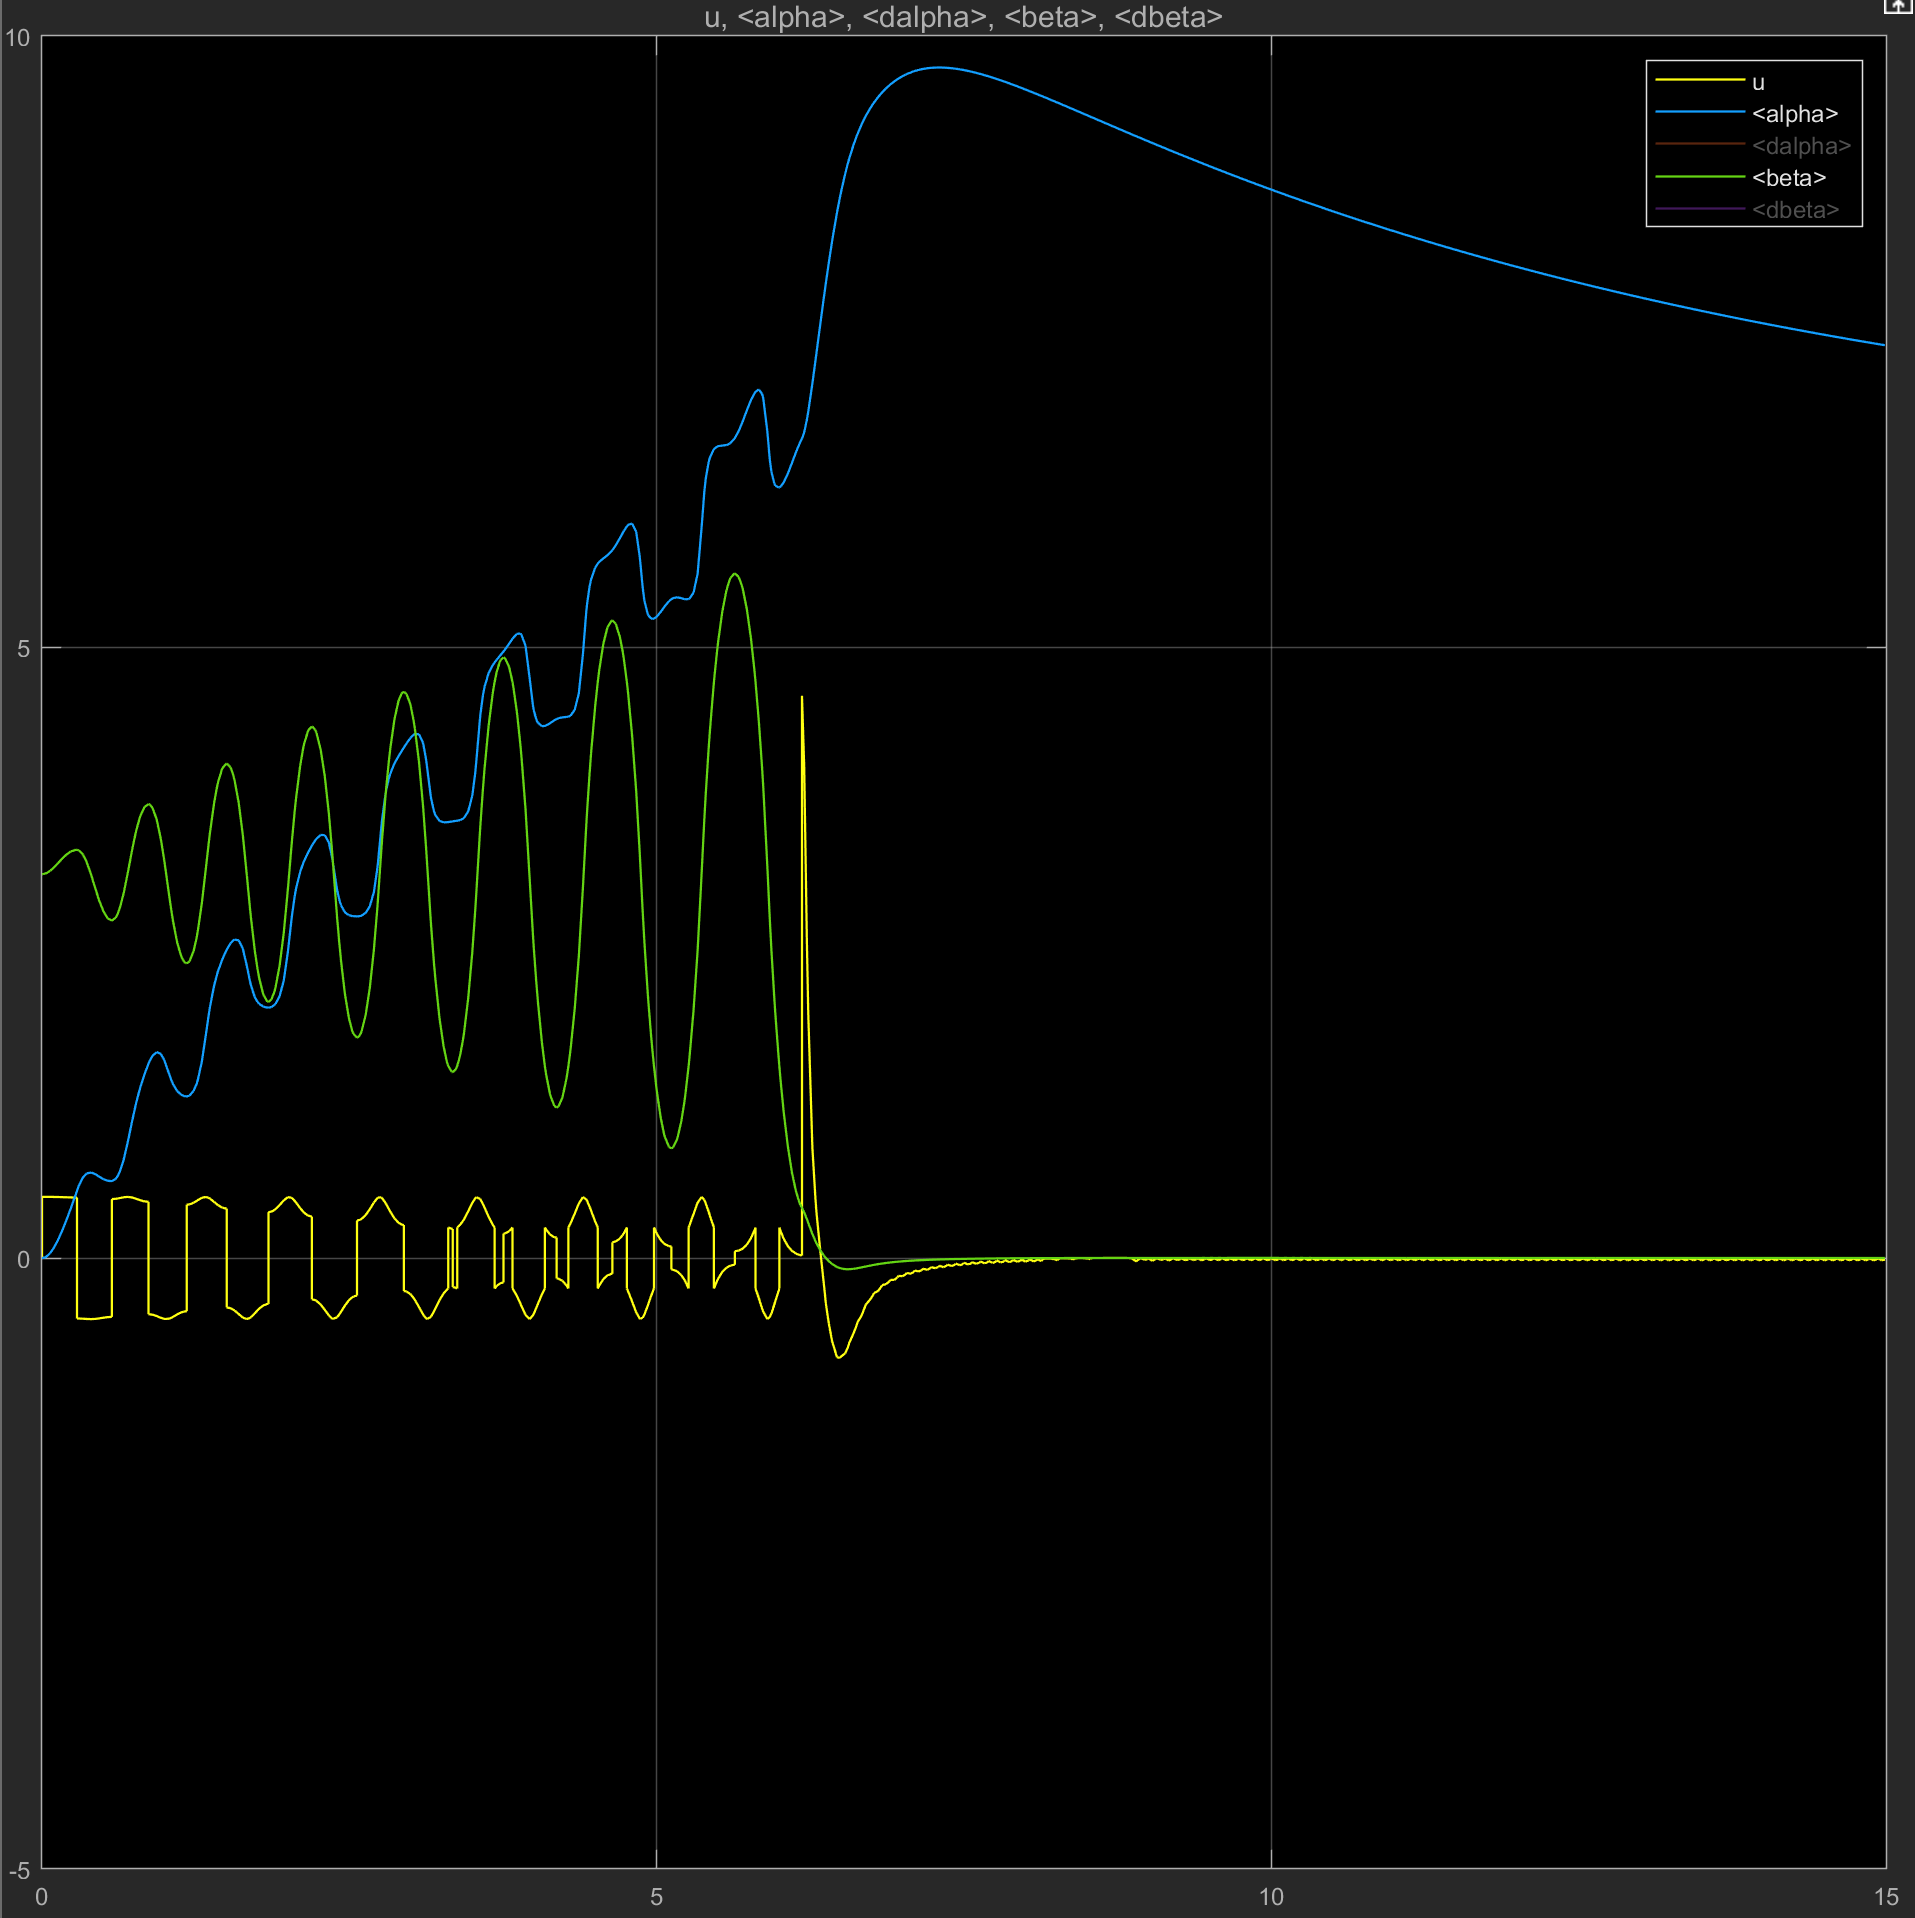 u, <alpha>, <dalpha>, <beta>, <dbeta>
10
u
<alpha>
<dalpha>
<beta>
<dbeta>
5
0
-5
0 5 10 15